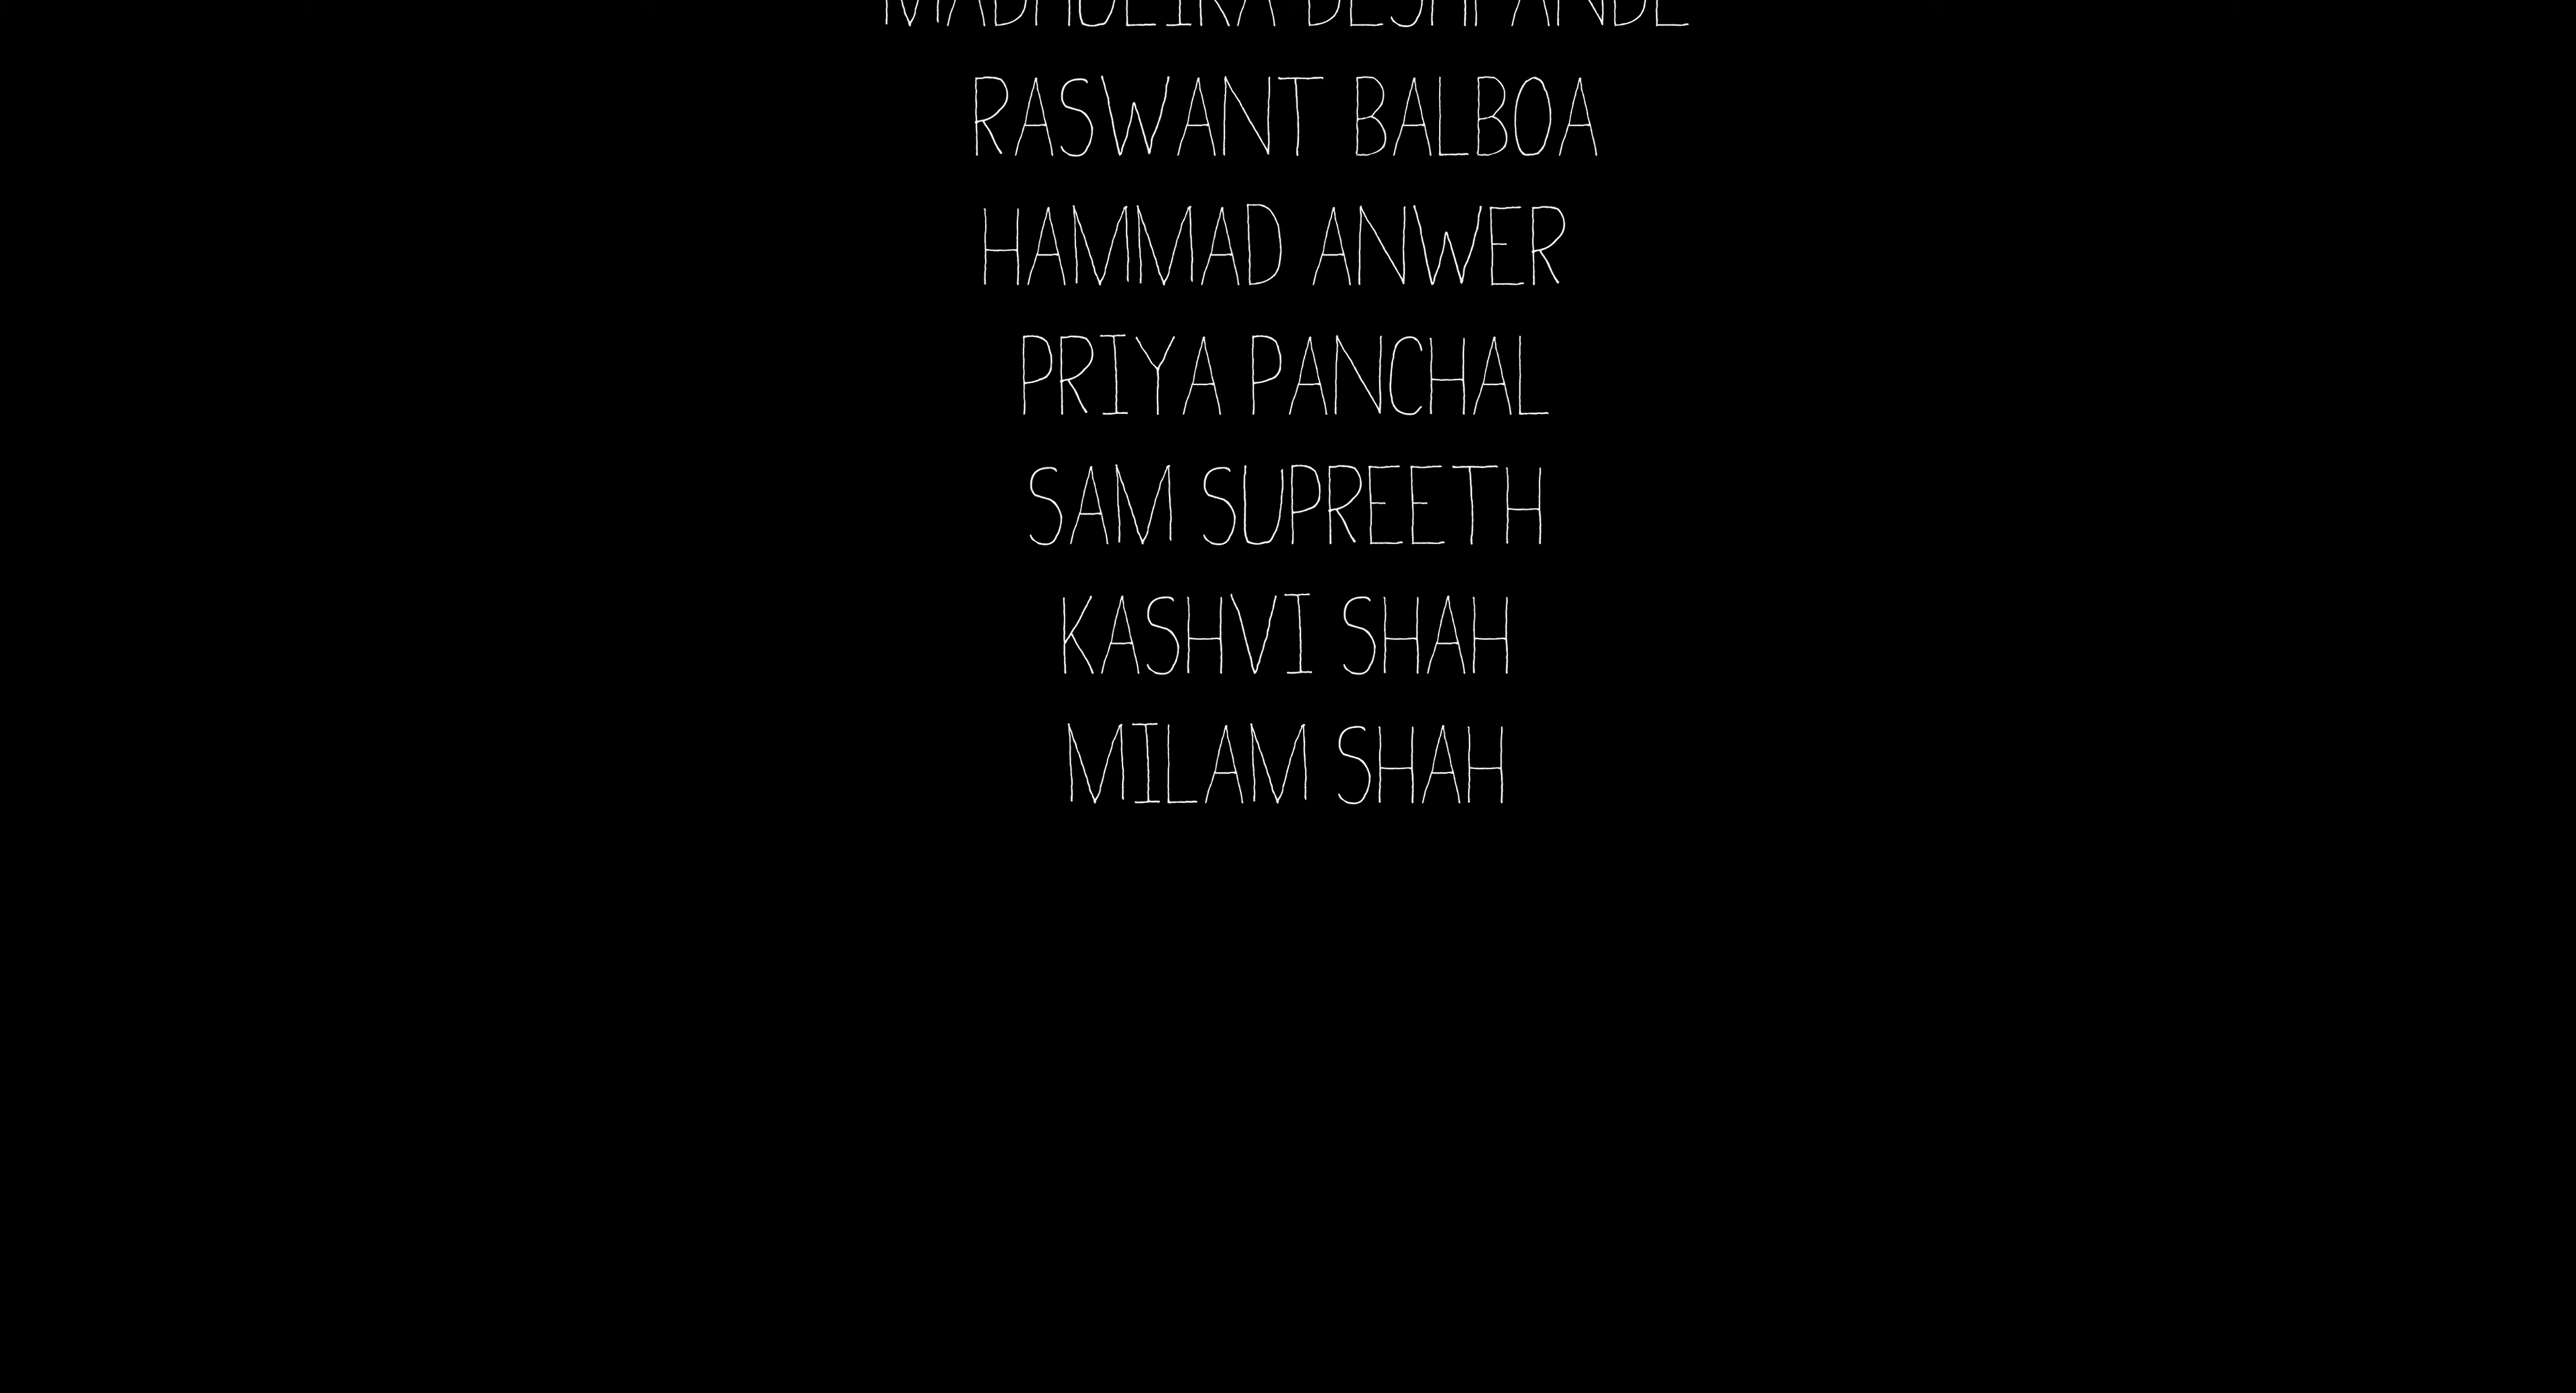 RASWANT BALBOA
HAMMAD ANWER
PRIYA PANCHAL
SAM SUPREETH
KASHVI SHAH
MILAM SHAH